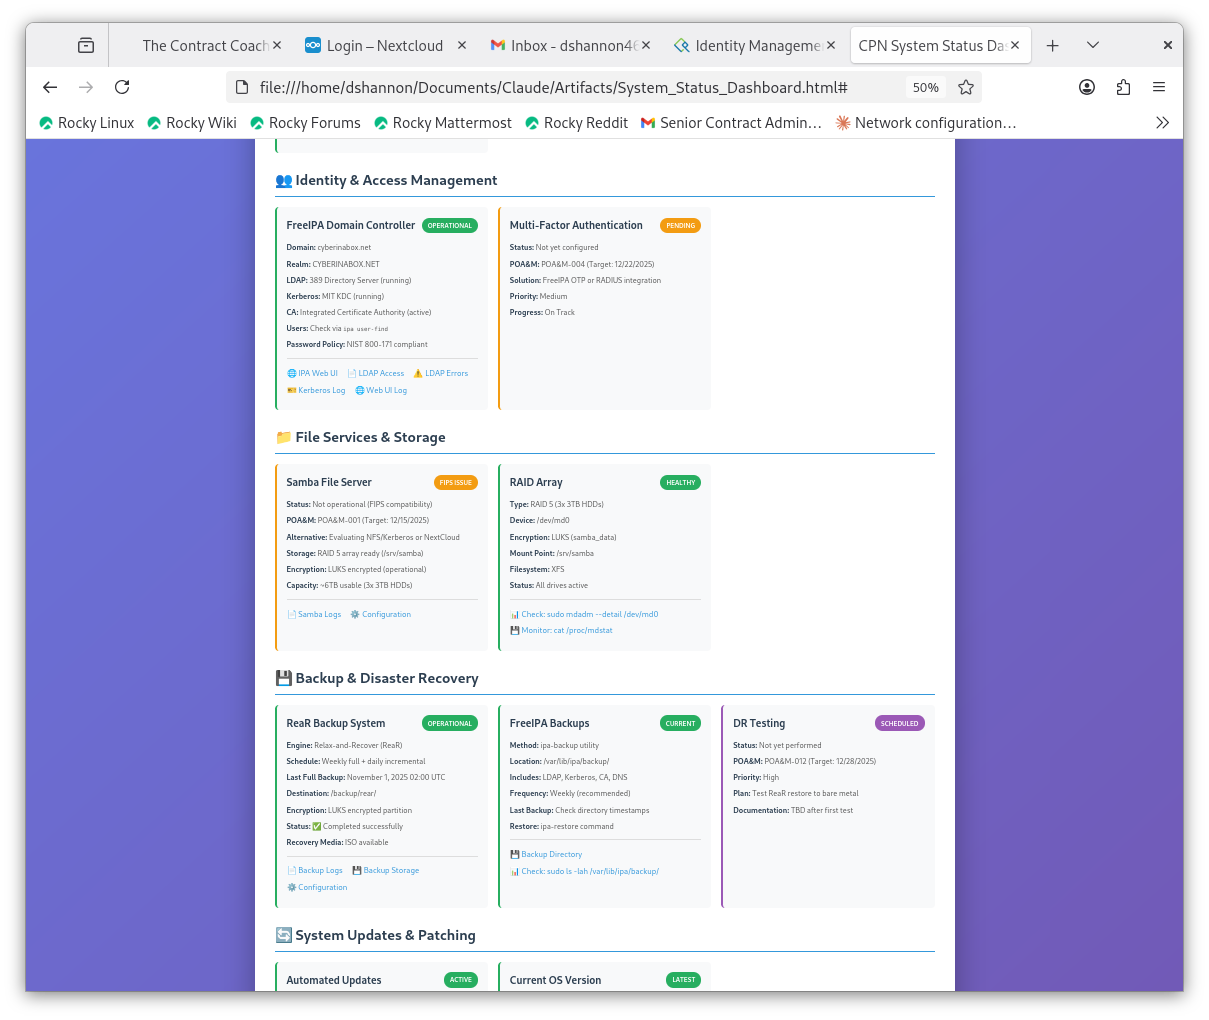 The Contract Coach
Login – Nextcloud
Inbox - dshannon46
Identity Manageme
CPN System Status Da
file:///home/dshannon/Documents/Claude/Artifacts/System_Status_Dashboard.html#
50%
Rocky Linux
Rocky Wiki
Rocky Forums
Rocky Mattermost
Rocky Reddit
Senior Contract Admin…
Network configuration…
Identity & Access Management
FreeIPA Domain Controller
OPERATIONAL
Domain: cyberinabox.net
Realm: CYBERINABOX.NET
LDAP: 389 Directory Server (running)
Kerberos: MIT KDC (running)
CA: Integrated Certificate Authority (active)
Users: Check via ipa user-find
Password Policy: NIST 800-171 compliant
IPA Web UI
LDAP Access
LDAP Errors
Kerberos Log
Web UI Log
Multi-Factor Authentication
PENDING
Status: Not yet configured
POA&M: POA&M-004 (Target: 12/22/2025)
Solution: FreeIPA OTP or RADIUS integration
Priority: Medium
Progress: On Track
File Services & Storage
Samba File Server
FIPS ISSUE
Status: Not operational (FIPS compatibility)
POA&M: POA&M-001 (Target: 12/15/2025)
Alternative: Evaluating NFS/Kerberos or NextCloud
Storage: RAID 5 array ready (/srv/samba)
Encryption: LUKS encrypted (operational)
Capacity: ~6TB usable (3x 3TB HDDs)
Samba Logs
Configuration
RAID Array
HEALTHY
Type: RAID 5 (3x 3TB HDDs)
Device: /dev/md0
Encryption: LUKS (samba_data)
Mount Point: /srv/samba
Filesystem: XFS
Status: All drives active
Check: sudo mdadm --detail /dev/md0
Monitor: cat /proc/mdstat
Backup & Disaster Recovery
ReaR Backup System
OPERATIONAL
Engine: Relax-and-Recover (ReaR)
Schedule: Weekly full + daily incremental
Last Full Backup: November 1, 2025 02:00 UTC
Destination: /backup/rear/
Encryption: LUKS encrypted partition
Status: ✅ Completed successfully
Recovery Media: ISO available
Backup Logs
Backup Storage
Configuration
FreeIPA Backups
CURRENT
Method: ipa-backup utility
Location: /var/lib/ipa/backup/
Includes: LDAP, Kerberos, CA, DNS
Frequency: Weekly (recommended)
Last Backup: Check directory timestamps
Restore: ipa-restore command
Backup Directory
Check: sudo ls -lah /var/lib/ipa/backup/
DR Testing
SCHEDULED
Status: Not yet performed
POA&M: POA&M-012 (Target: 12/28/2025)
Priority: High
Plan: Test ReaR restore to bare metal
Documentation: TBD after first test
System Updates & Patching
Automated Updates
ACTIVE
Current OS Version
LATEST